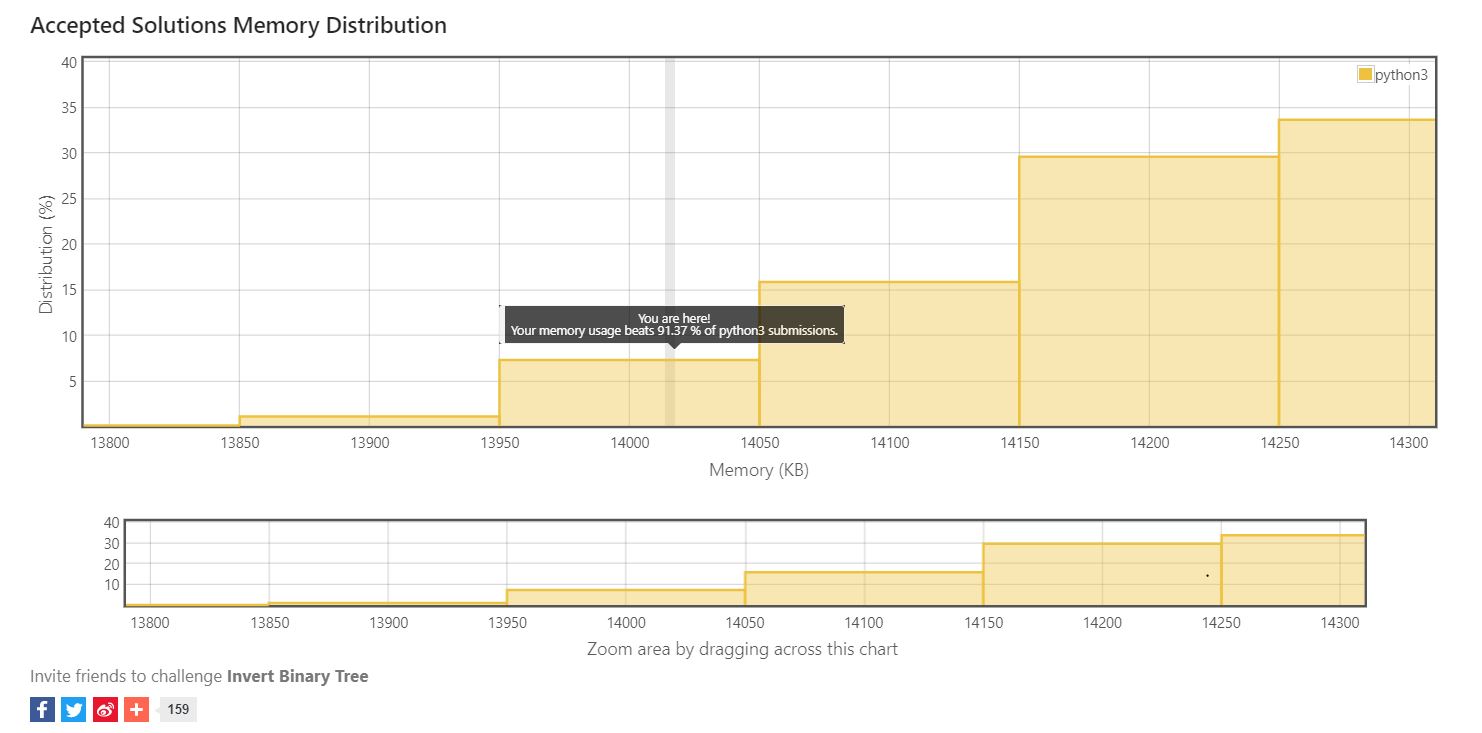 Accepted Solutions Memory Distribution
python3
40
35
30
25
20
15
10
5
Distribution (%)
You are here!
Your memory usage beats 91.37 % of python3 submissions.
13800 13850 13900 13950 14000 14050 14100 14150 14200 14250 14300
Memory (KB)
40
30
20
10
13800 13850 13900 13950 14000 14050 14100 14150 14200 14250 14300
Zoom area by dragging across this chart
Invite friends to challenge Invert Binary Tree
159